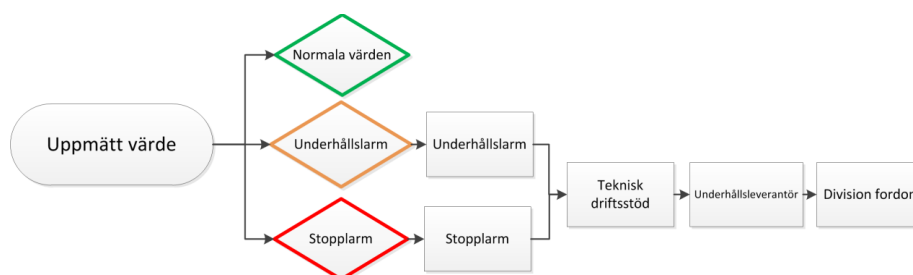 Normala värden
Uppmätt värde
Underhållslarm
Underhållslarm
Teknisk
driftsstöd
Underhållsleverantör
Division fordon
Stopplarm
Stopplarm